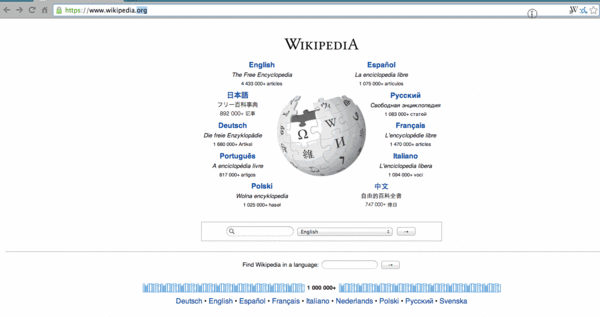 https://www.wikipedia.org
WIKIPEDIA
English
The Free Encyclopedia
4 433 000+ articles
Español
La enciclopedia libre
1 075 000+ artículos
日本語
フリー百科事典
892 000+ 記事
Русский
Свободная энциклопедия
1 083 000+ статей
Deutsch
Die freie Enzyklopädie
1 680 000+ Artikel
Français
L'encyclopédie libre
1 470 000+ articles
Português
A enciclopédia livre
817 000+ artigos
Italiano
L'enciclopedia libera
1 094 000+ voci
Polski
Wolna encyklopedia
1 025 000+ haseł
中文
自由的百科全書
747 000+ 條目
Ω W И 維
English →
Find Wikipedia in a language: →
1 000 000+
Deutsch • English • Español • Français • Italiano • Nederlands • Polski • Русский • Svenska